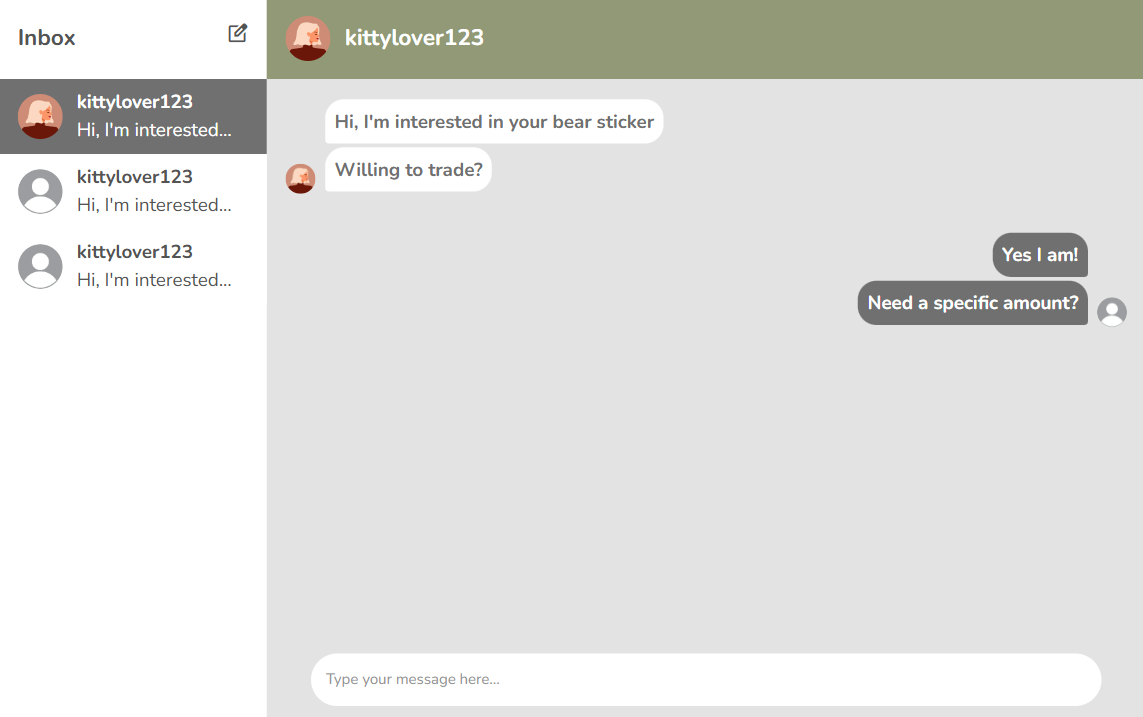 Inbox
kittylover123
Hi, I'm interested...
kittylover123
Hi, I'm interested...
kittylover123
Hi, I'm interested...
kittylover123
Hi, I'm interested in your bear sticker
Willing to trade?
Yes I am!
Need a specific amount?
Type your message here...